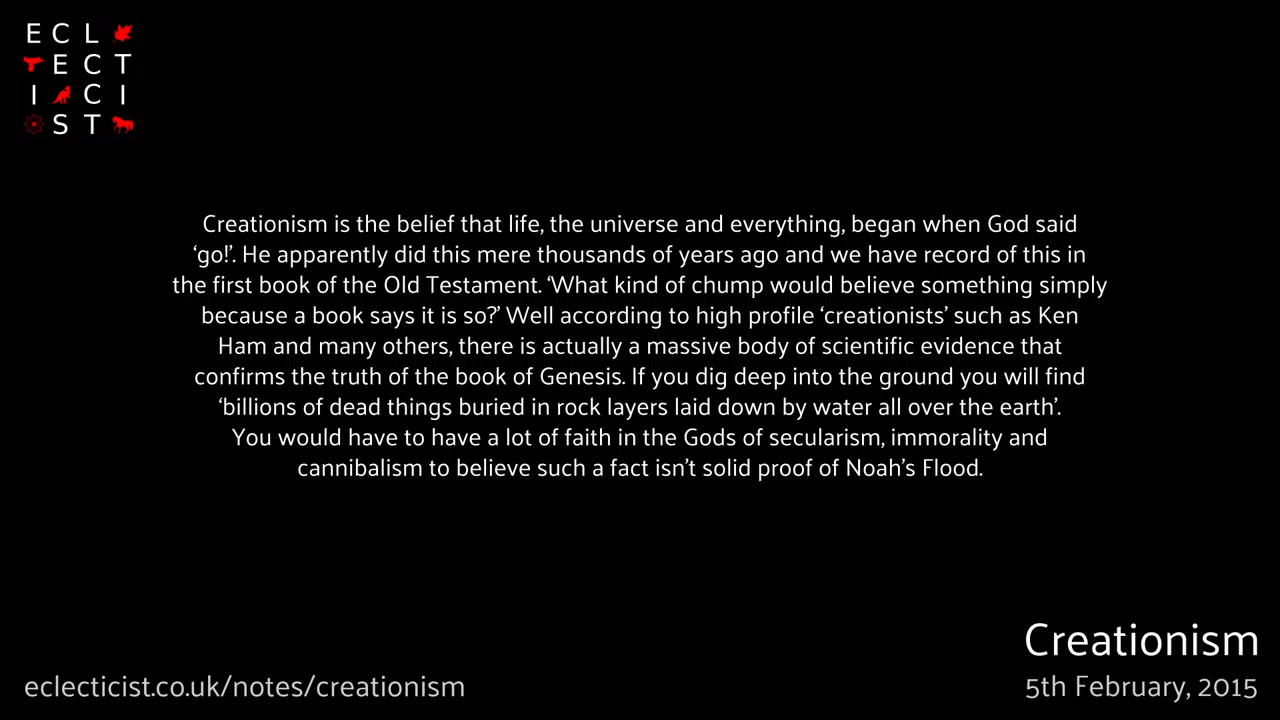 E C L
E C T
I C I
S T
Creationism is the belief that life, the universe and everything, began when God said
‘go!’. He apparently did this mere thousands of years ago and we have record of this in
the first book of the Old Testament. ‘What kind of chump would believe something simply
because a book says it is so?’ Well according to high profile ‘creationists’ such as Ken
Ham and many others, there is actually a massive body of scientific evidence that
confirms the truth of the book of Genesis. If you dig deep into the ground you will find
‘billions of dead things buried in rock layers laid down by water all over the earth’.
You would have to have a lot of faith in the Gods of secularism, immorality and
cannibalism to believe such a fact isn’t solid proof of Noah’s Flood.
Creationism
eclecticist.co.uk/notes/creationism
5th February, 2015